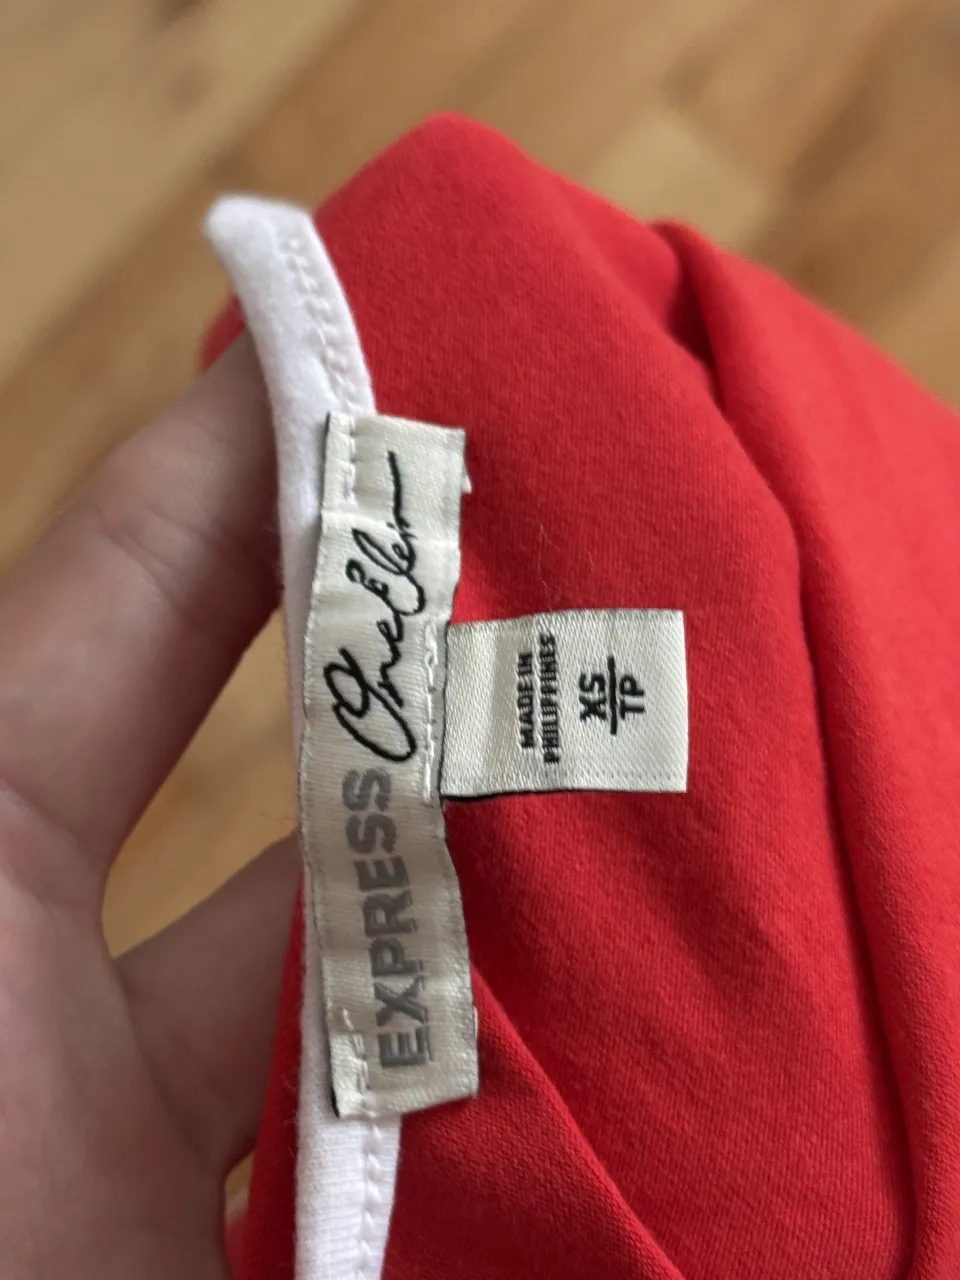 EXPRESS One Eleven
MADE IN
PHILIPPINES
XS
TP